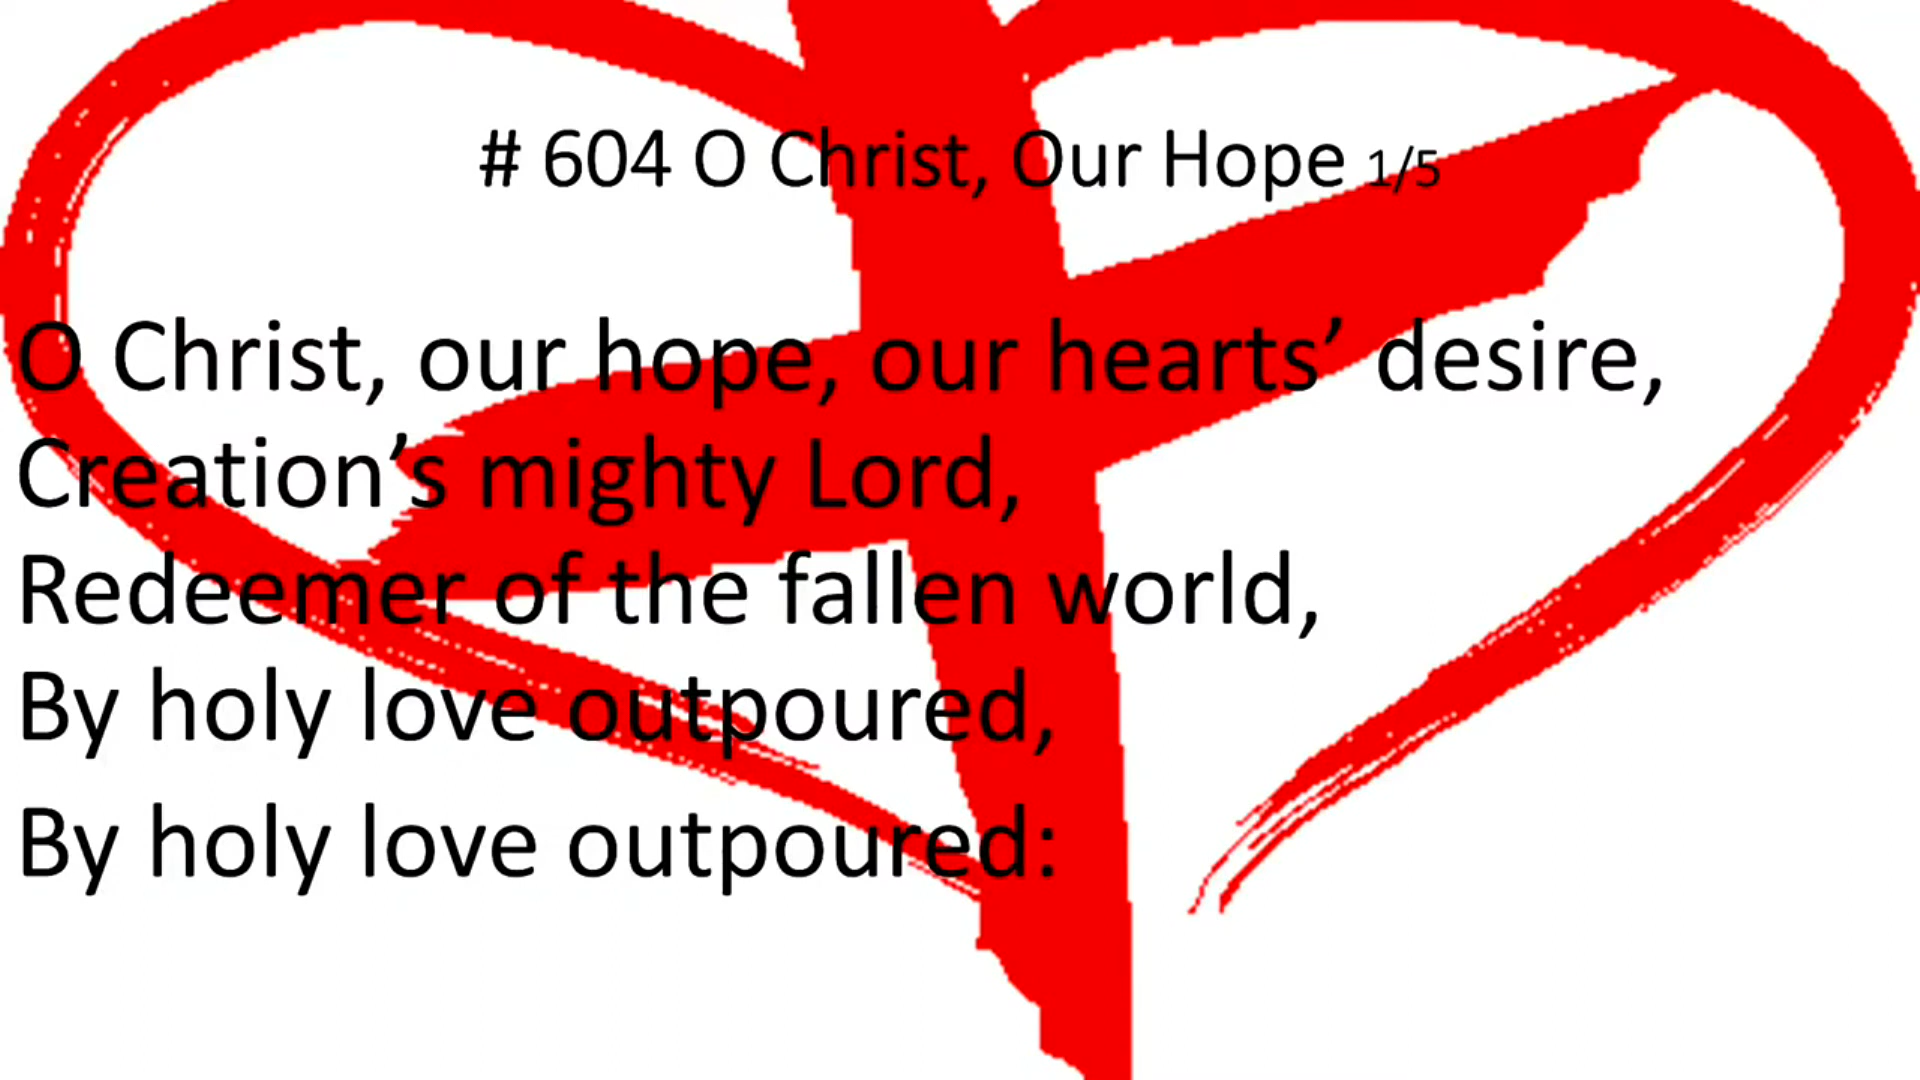 # 604 O Christ, Our Hope 1/5
O Christ, our hope, our hearts’ desire,
Creation’s mighty Lord,
Redeemer of the fallen world,
By holy love outpoured,
By holy love outpoured: